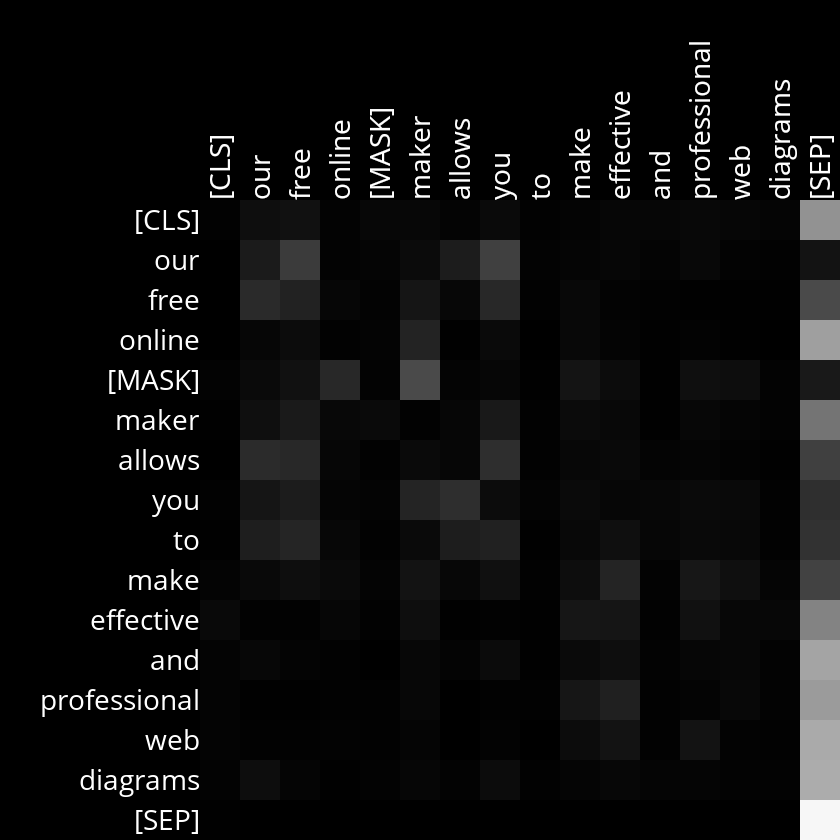 [CLS]
our
free
online
[MASK]
maker
allows
you
to
make
effective
and
professional
web
diagrams
[SEP]
[CLS]
our
free
online
[MASK]
maker
allows
you
to
make
effective
and
professional
web
diagrams
[SEP]